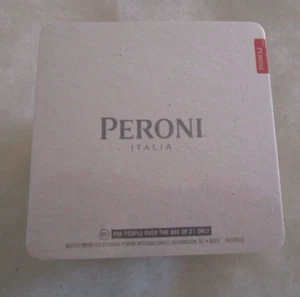 PERONI
PERONI
ITALIA
FOR PEOPLE OVER THE AGE OF 21 ONLY